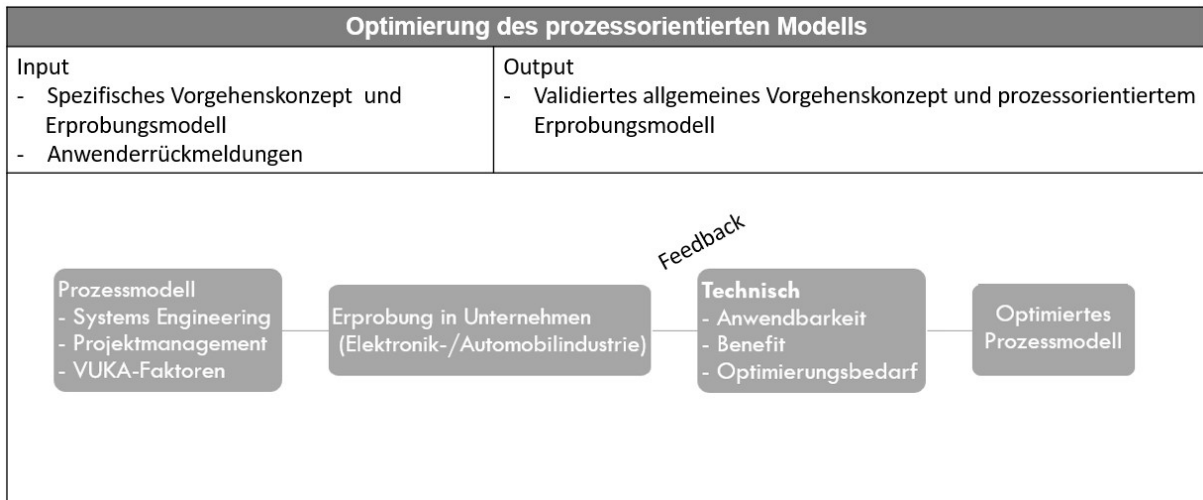 Optimierung des prozessorientierten Modells
Input
- Spezifisches Vorgehenskonzept und
Erprobungsmodell
- Anwenderrückmeldungen
Output
- Validiertes allgemeines Vorgehenskonzept und prozessorientiertem
Erprobungsmodell
Prozessmodell
- Systems Engineering
- Projektmanagement
- VUKA-Faktoren
Erprobung in Unternehmen
(Elektronik-/Automobilindustrie)
Feedback
Technisch
- Anwendbarkeit
- Benefit
- Optimierungsbedarf
Optimiertes
Prozessmodell